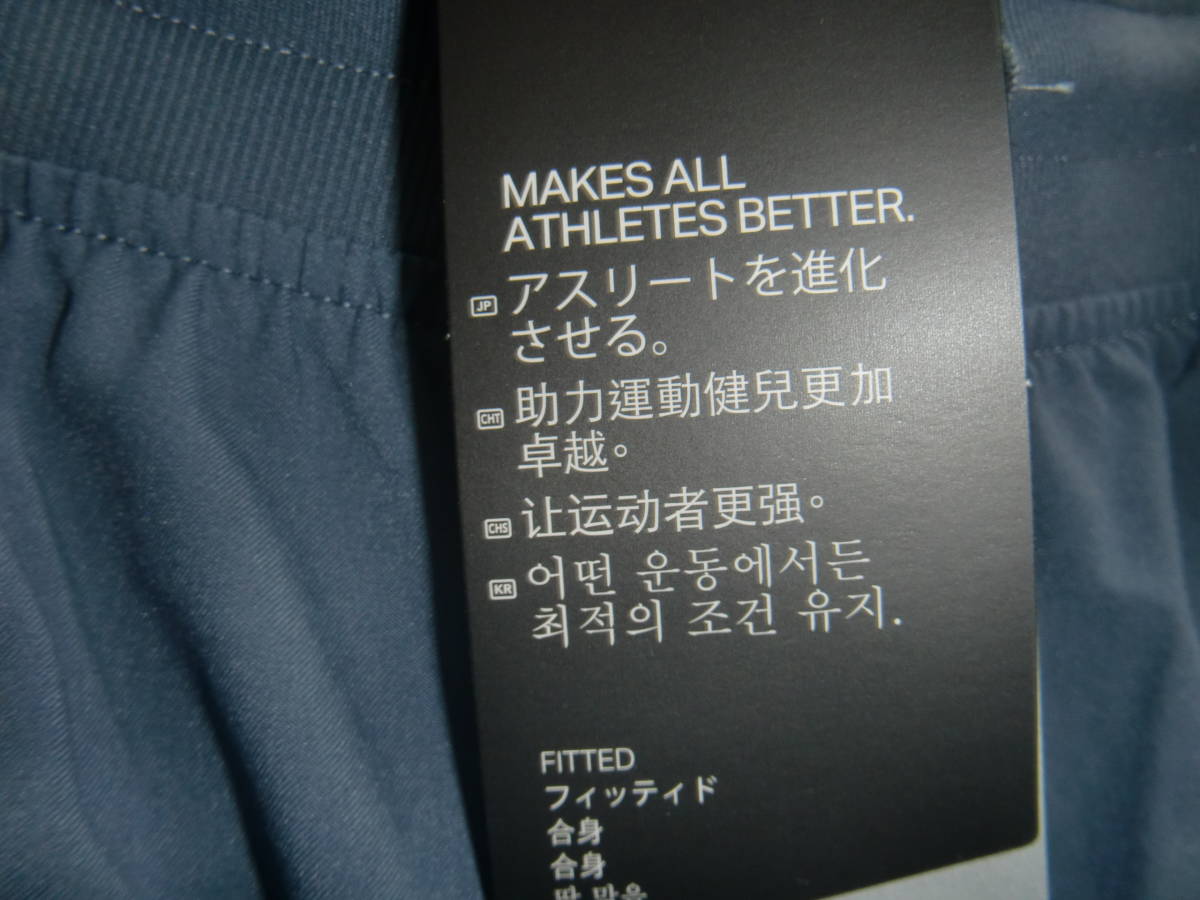 MAKES ALL
ATHLETES BETTER.
JP アスリートを進化
させる。
CHT 助力運動健兒更加
卓越。
CHS 让运动者更强。
KR 어떤 운동에서든
최적의 조건 유지.
FITTED
フィッティド
合身
合身